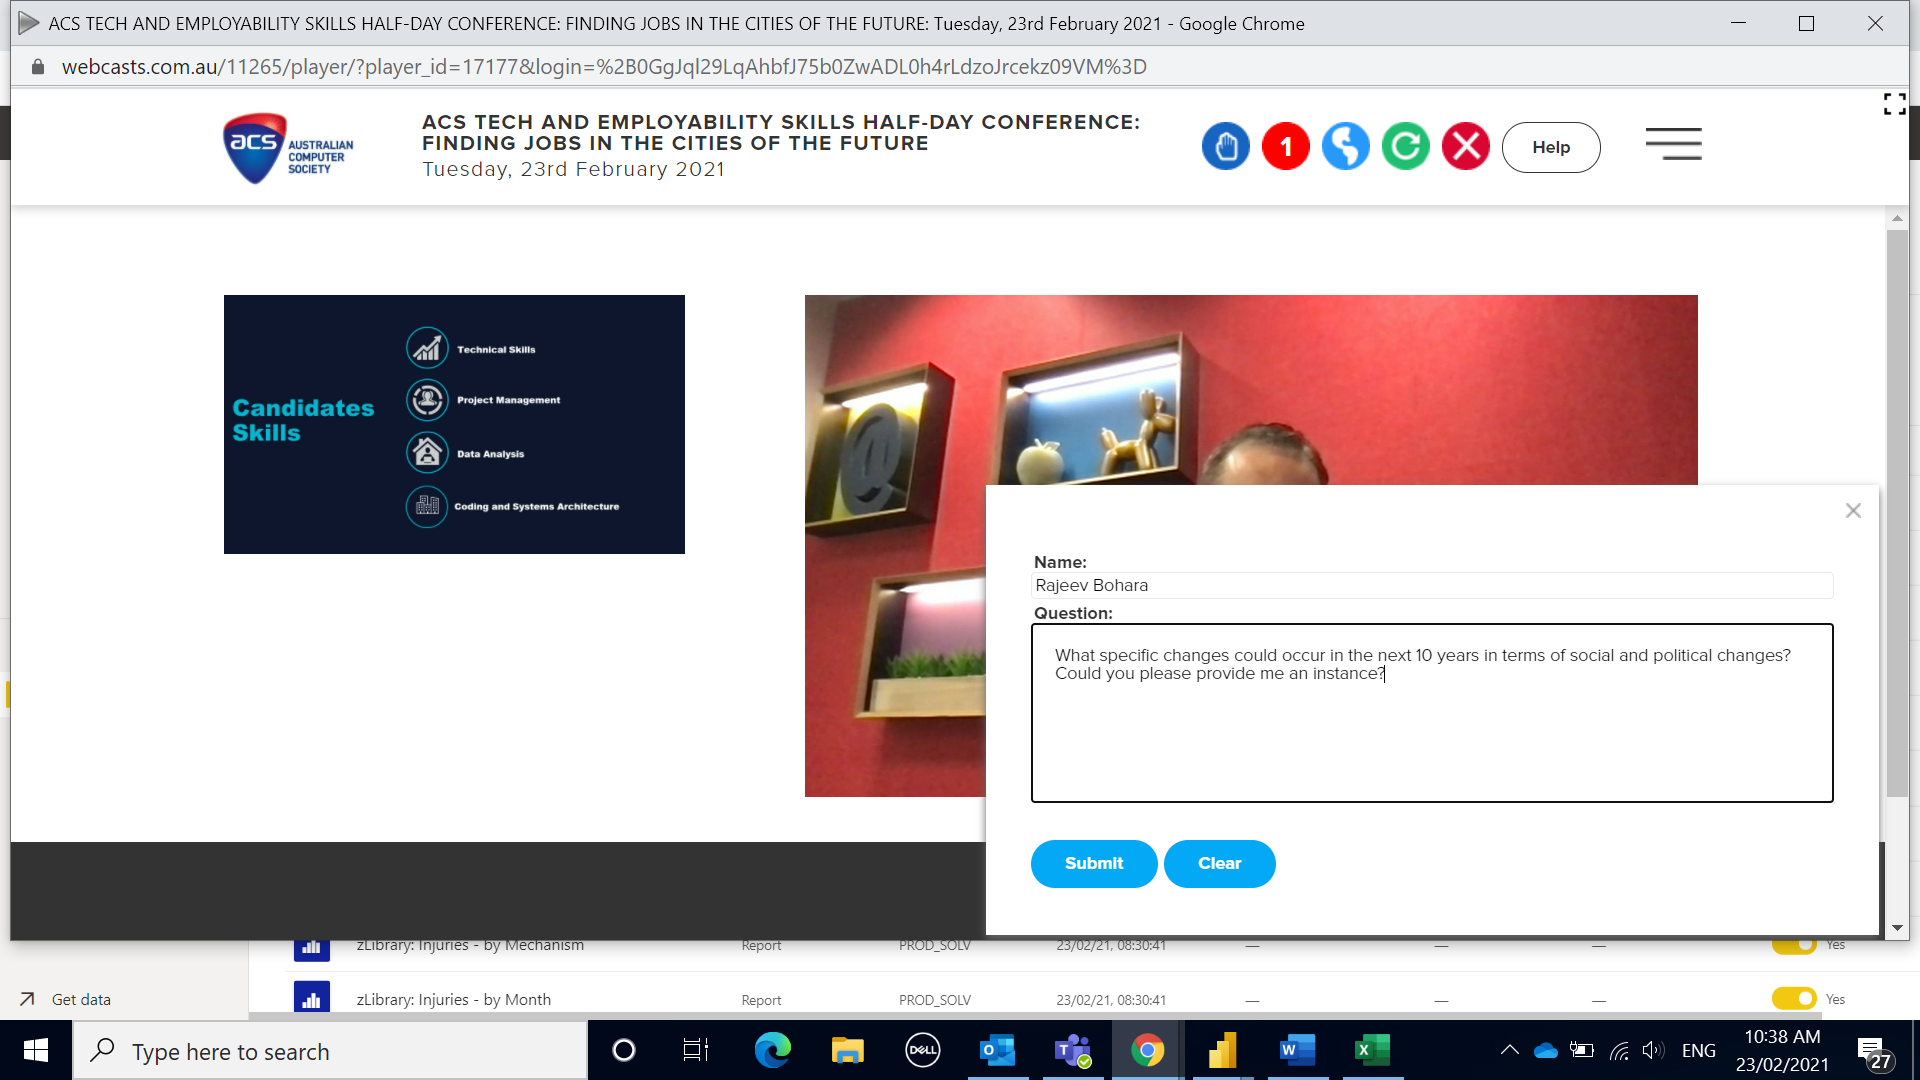 ACS TECH AND EMPLOYABILITY SKILLS HALF-DAY CONFERENCE: FINDING JOBS IN THE CITIES OF THE FUTURE: Tuesday, 23rd February 2021 - Google Chrome
webcasts.com.au/11265/player/?player_id=17177&login=%2B0GgJql29LqAhbfJ75b0ZwADL0h4rLdzoJrcekz09VM%3D
acs AUSTRALIAN
COMPUTER
SOCIETY
ACS TECH AND EMPLOYABILITY SKILLS HALF-DAY CONFERENCE:
FINDING JOBS IN THE CITIES OF THE FUTURE
Tuesday, 23rd February 2021
1
Help
Candidates
Skills
Technical Skills
Project Management
Data Analysis
Coding and Systems Architecture
@
Name:
Rajeev Bohara
Question:
What specific changes could occur in the next 10 years in terms of social and political changes?
Could you please provide me an instance?
Submit Clear
zLibrary: Injuries - by Mechanism Report PROD_SOLV 23/02/21, 08:30:41 — — — Yes
Get data
zLibrary: Injuries - by Month Report PROD_SOLV 23/02/21, 08:30:41 — — — Yes
Type here to search
DELL
O
T
W
X
ENG
10:38 AM
23/02/2021
27